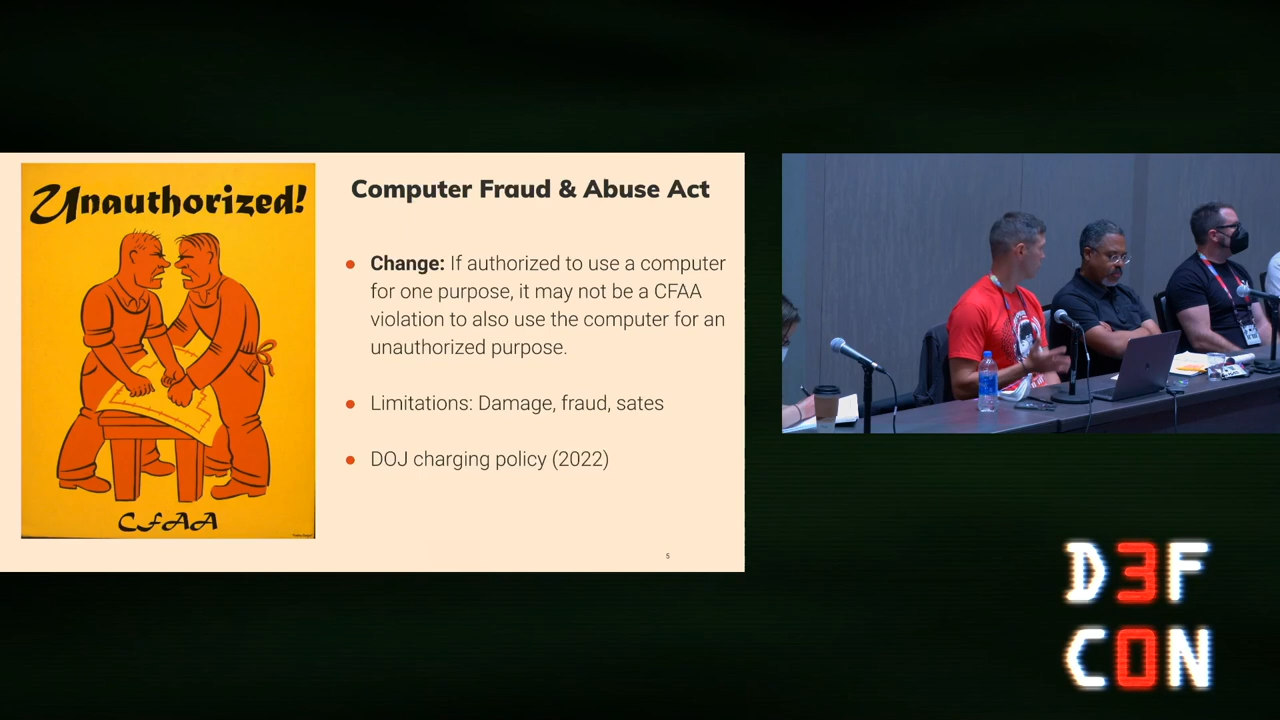 Unauthorized!
CFAA
Computer Fraud & Abuse Act
Change: If authorized to use a computer
for one purpose, it may not be a CFAA
violation to also use the computer for an
unauthorized purpose.
Limitations: Damage, fraud, sates
DOJ charging policy (2022)
5
D3F
C0N